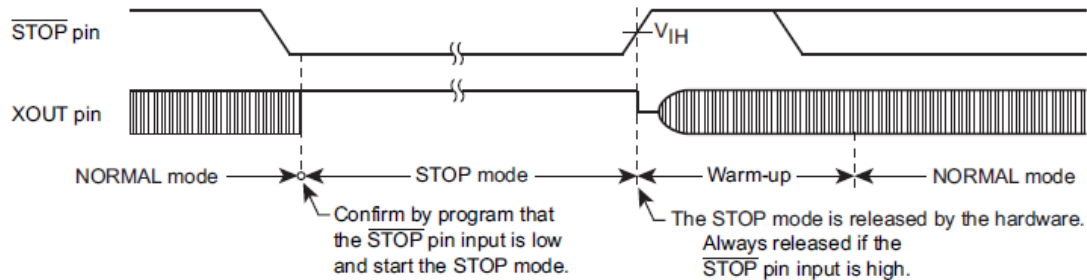 STOP pin
VIH
XOUT pin
NORMAL mode
STOP mode
Warm-up
NORMAL mode
Confirm by program that
the STOP pin input is low
and start the STOP mode.
The STOP mode is released by the hardware.
Always released if the
STOP pin input is high.